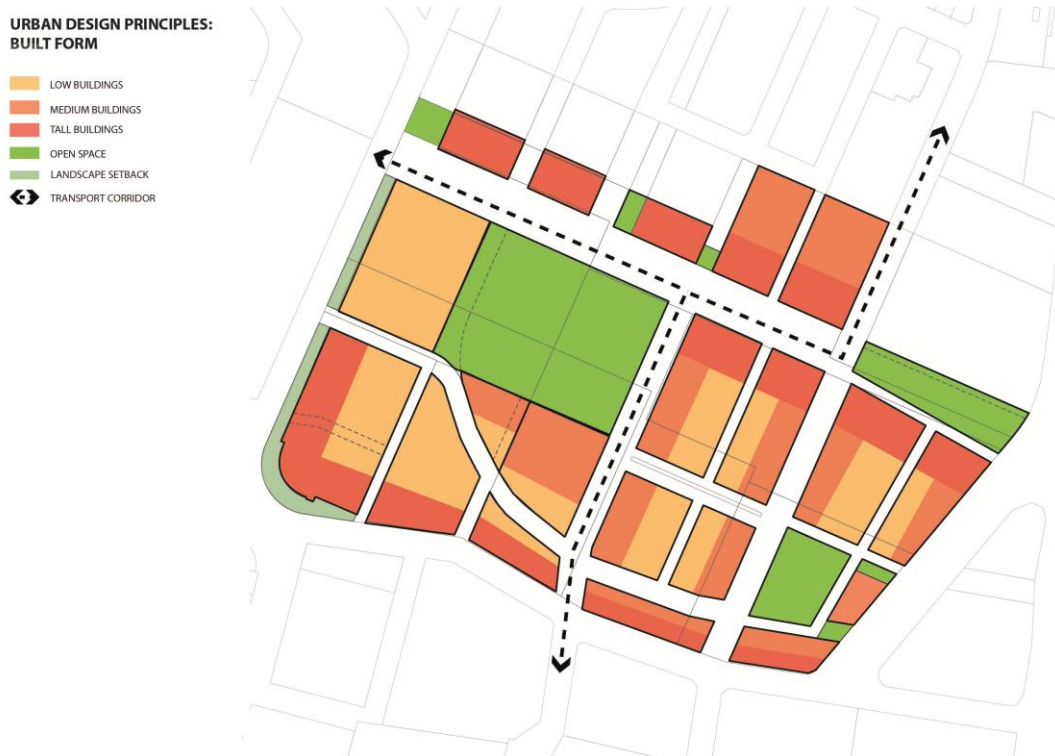 URBAN DESIGN PRINCIPLES:
BUILT FORM
LOW BUILDINGS
MEDIUM BUILDINGS
TALL BUILDINGS
OPEN SPACE
LANDSCAPE SETBACK
TRANSPORT CORRIDOR